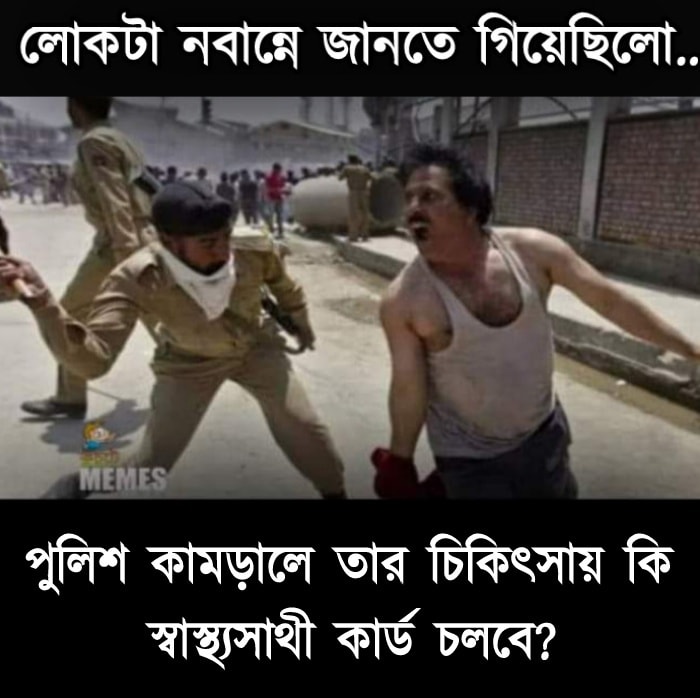 লোকটা নবান্নে জানতে গিয়েছিলো..
MEMES
পুলিশ কামড়ালে তার চিকিৎসায় কি
স্বাস্থ্যসাথী কার্ড চলবে?